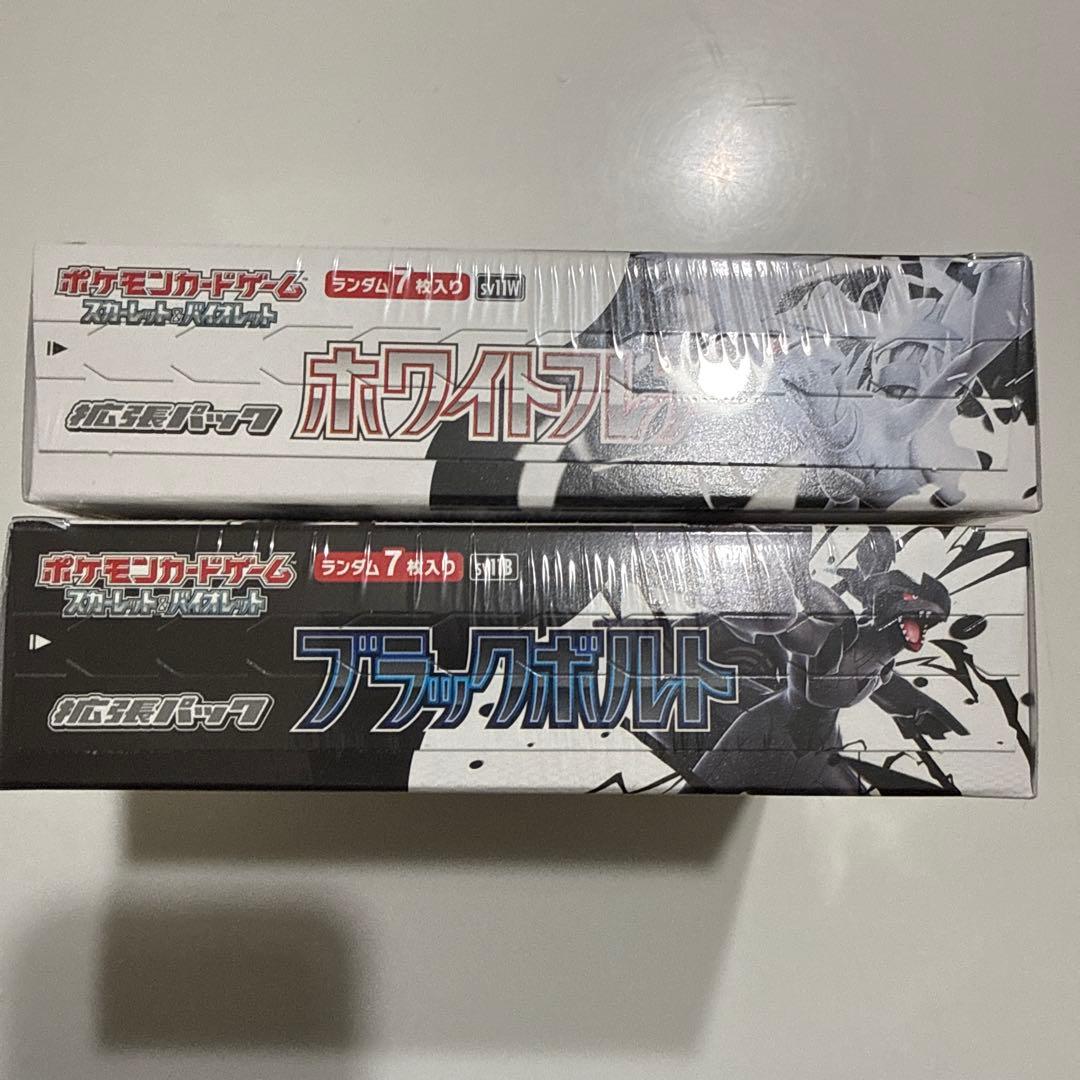 ポケモンカードゲーム
スカーレット&バイオレット
ランダム7枚入り
sv11W
拡張パック
ホワイトフレア
ポケモンカードゲーム
スカーレット&バイオレット
ランダム7枚入り
sv11B
拡張パック
ブラックボルト